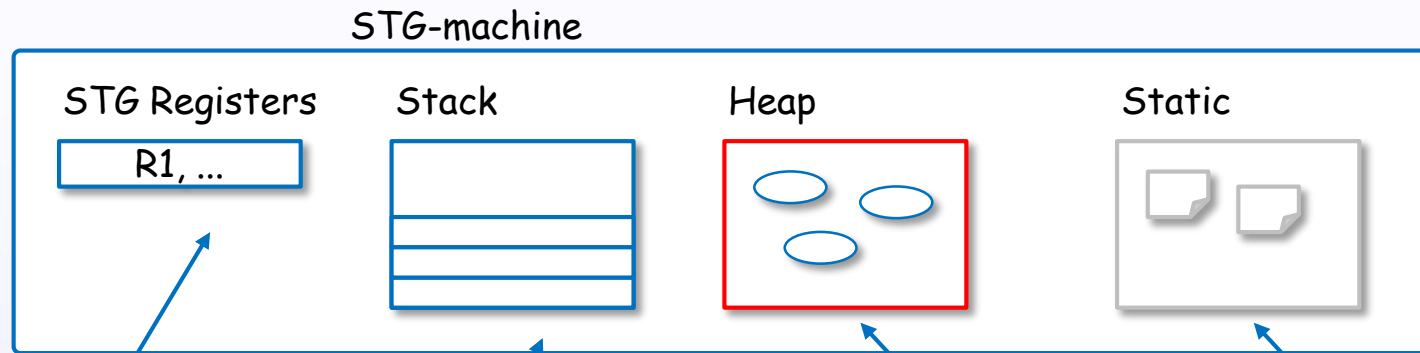 STG-machine
STG Registers
Stack
Heap
Static
R1, ...